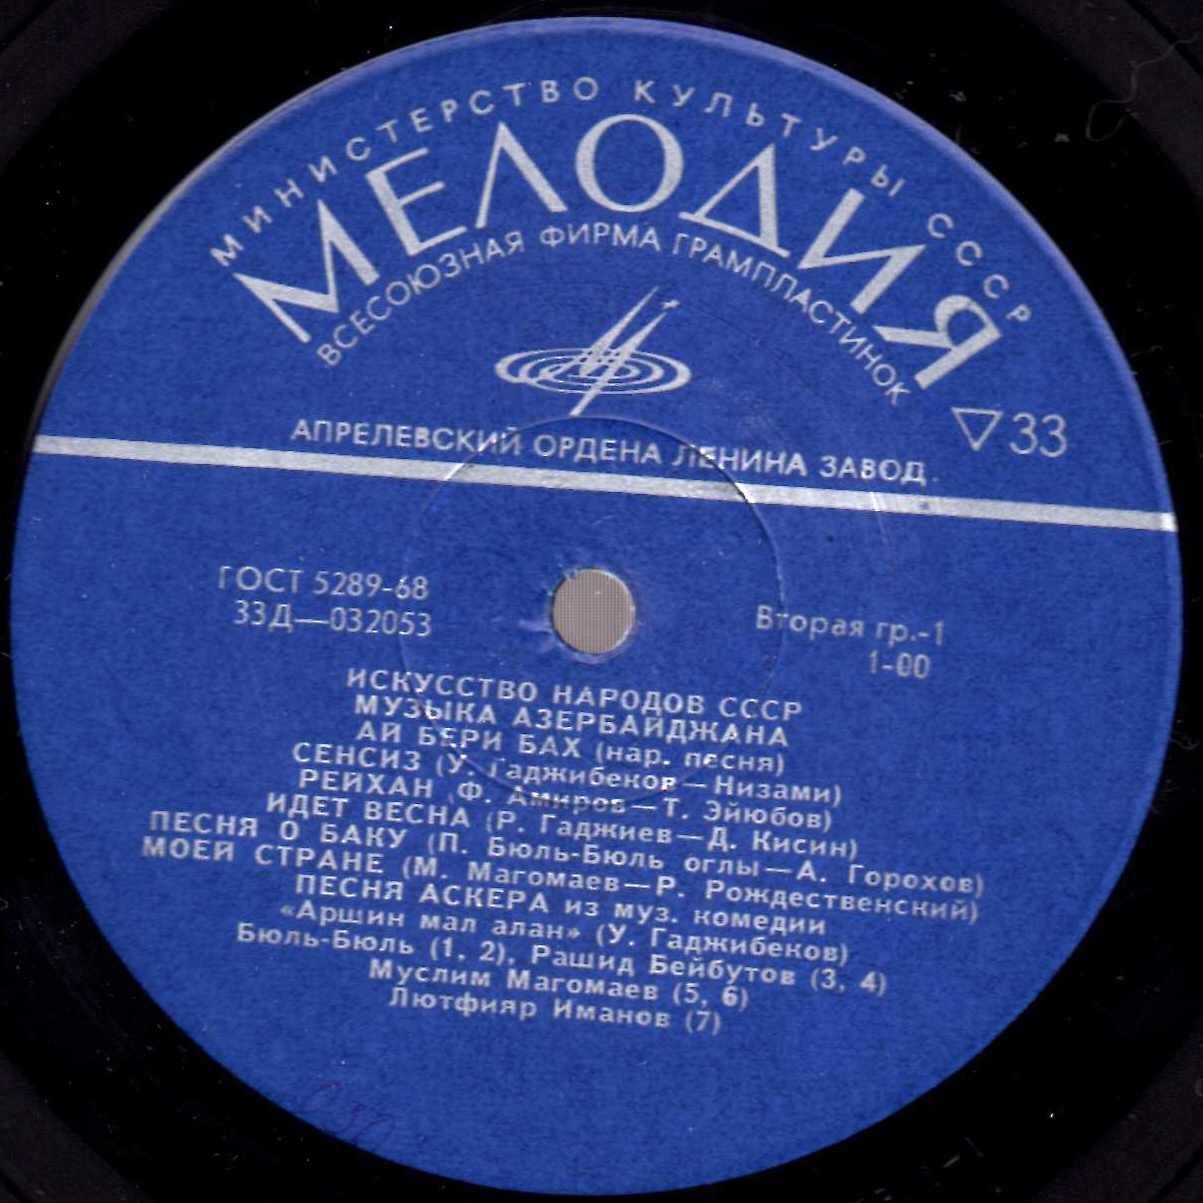 МИНИСТЕРСТВО КУЛЬТУРЫ СССР
МЕЛОДИЯ
ВСЕСОЮЗНАЯ ФИРМА ГРАМПЛАСТИНОК
▽33
АПРЕЛЕВСКИЙ ОРДЕНА ЛЕНИНА ЗАВОД.
ГОСТ 5289-68
33Д—032053
Вторая гр.-1
1-00
ИСКУССТВО НАРОДОВ СССР
МУЗЫКА АЗЕРБАЙДЖАНА
АЙ БЕРИ БАХ (нар. песня)
СЕНСИЗ (У. Гаджибеков—Низами)
РЕЙХАН (Ф. Амиров—Т. Эйюбов)
ИДЕТ ВЕСНА (Р. Гаджиев—Д. Кисин)
ПЕСНЯ О БАКУ (П. Бюль-Бюль оглы—А. Горохов)
МОЕЙ СТРАНЕ (М. Магомаев—Р. Рождественский)
ПЕСНЯ АСКЕРА из муз. комедии
«Аршин мал алан» (У. Гаджибеков)
Бюль-Бюль (1, 2), Рашид Бейбутов (3, 4)
Муслим Магомаев (5, 6)
Лютфияр Иманов (7)